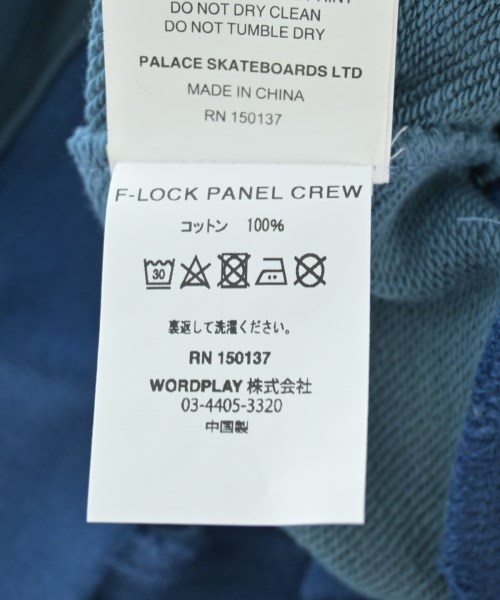 DO NOT DRY CLEAN
DO NOT TUMBLE DRY
PALACE SKATEBOARDS LTD
MADE IN CHINA
RN 150137
F-LOCK PANEL CREW
コットン 100%
30
裏返して洗濯ください。
RN 150137
WORDPLAY 株式会社
03-4405-3320
中国製